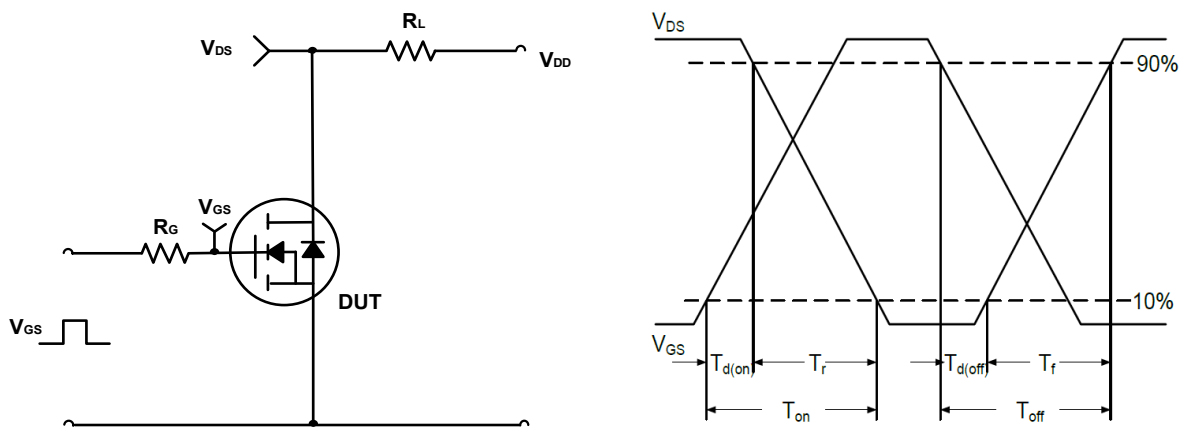 RL
VDS
VDD
VGS
RG
DUT
VGS
VDS
90%
10%
VGS
Td(on)
Tr
Td(off)
Tf
Ton
Toff